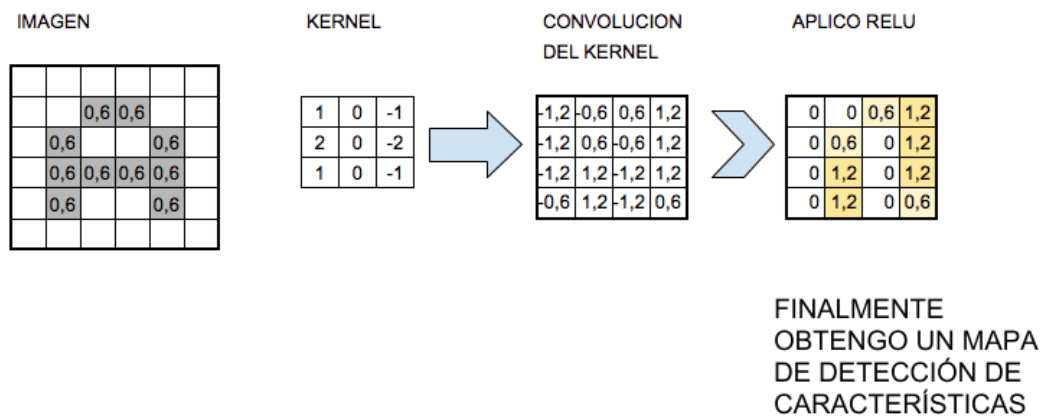 IMAGEN
KERNEL
CONVOLUCION
DEL KERNEL
APLICO RELU
0,6 0,6
0,6 0,6
0,6 0,6 0,6 0,6
0,6 0,6
1 0 -1
2 0 -2
1 0 -1
-1,2 -0,6 0,6 1,2
-1,2 0,6 -0,6 1,2
-1,2 1,2 -1,2 1,2
-0,6 1,2 -1,2 0,6
0 0 0,6 1,2
0 0,6 0 1,2
0 1,2 0 1,2
0 1,2 0 0,6
FINALMENTE
OBTENGO UN MAPA
DE DETECCIÓN DE
CARACTERÍSTICAS